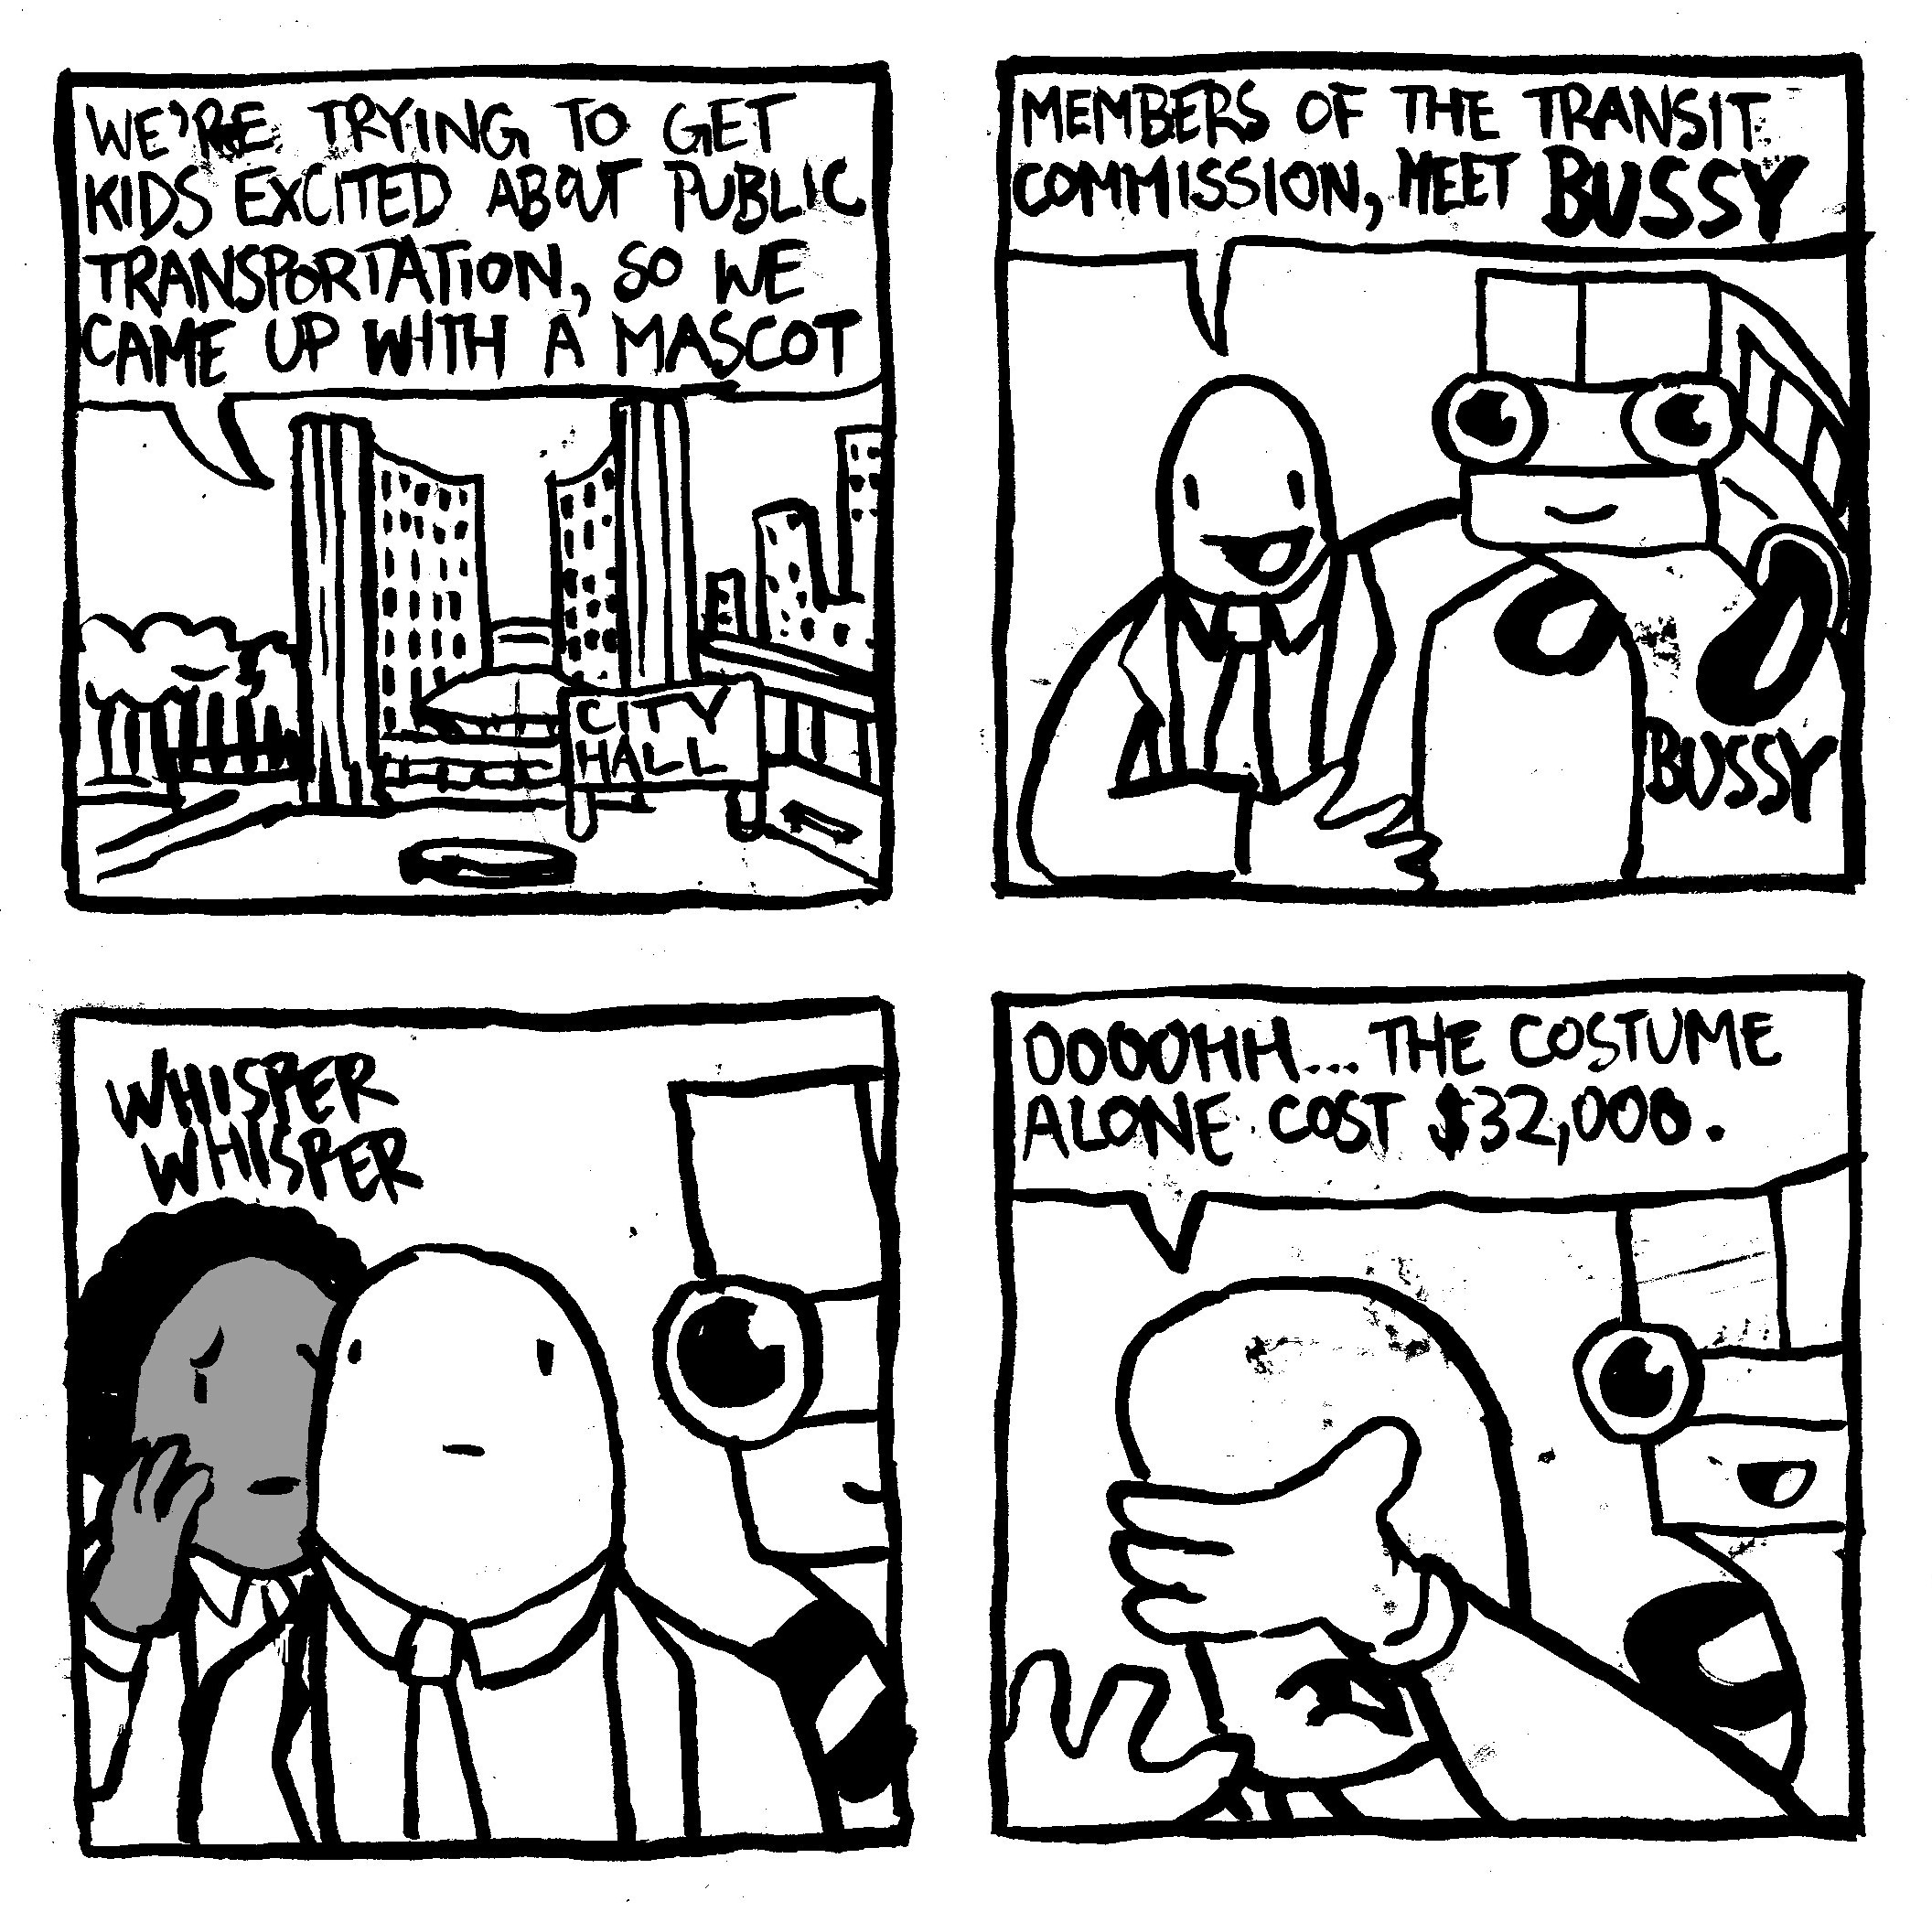 WE'RE TRYING TO GET
KIDS EXCITED ABOUT PUBLIC
TRANSPORTATION, SO WE
CAME UP WITH A MASCOT
CITY
HALL
MEMBERS OF THE TRANSIT
COMMISSION, MEET BUSSY
BUSSY
WHISPER
WHISPER
OOOOHH... THE COSTUME
ALONE COST $32,000.